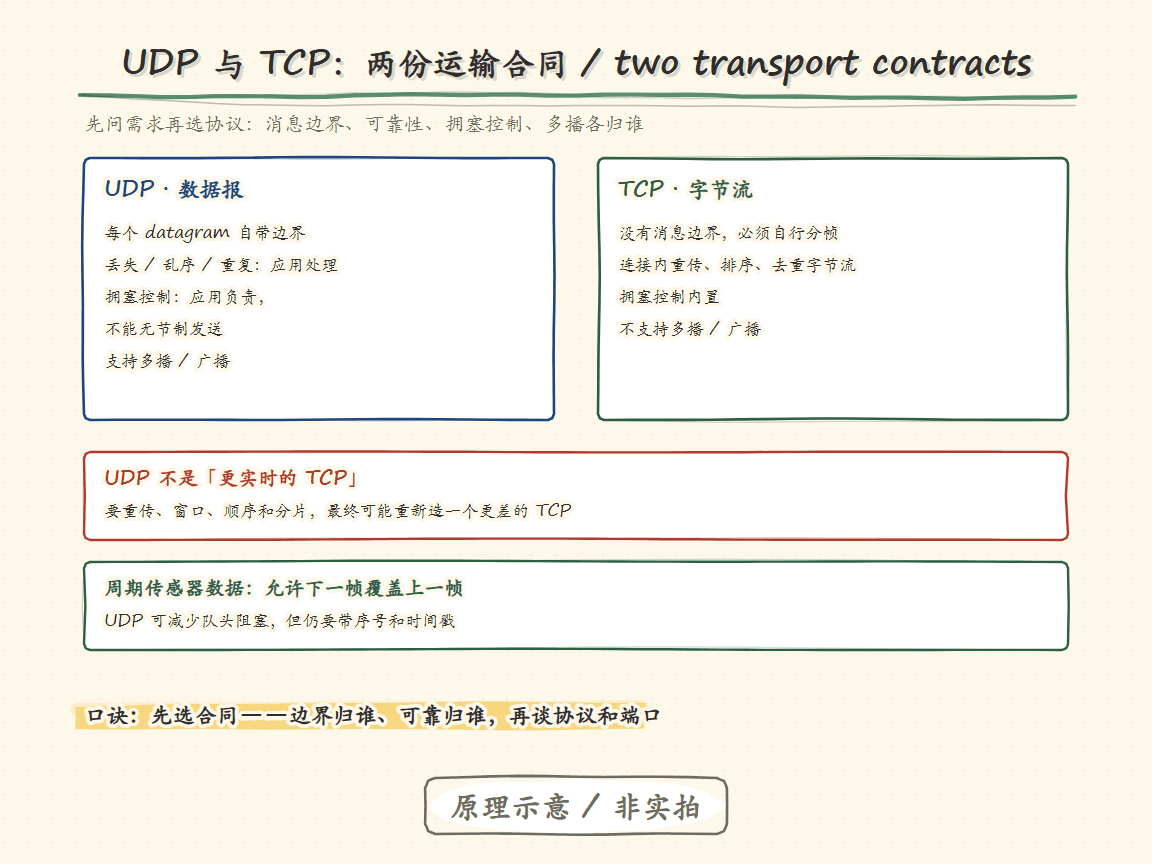 UDP 与 TCP：两份运输合同 / two transport contracts
先问需求再选协议：消息边界、可靠性、拥塞控制、多播各归谁
UDP · 数据报
每个 datagram 自带边界
丢失 / 乱序 / 重复：应用处理
拥塞控制：应用负责，
不能无节制发送
支持多播 / 广播
TCP · 字节流
没有消息边界，必须自行分帧
连接内重传、排序、去重字节流
拥塞控制内置
不支持多播 / 广播
UDP 不是「更实时的 TCP」
要重传、窗口、顺序和分片，最终可能重新造一个更差的 TCP
周期传感器数据：允许下一帧覆盖上一帧
UDP 可减少队头阻塞，但仍要带序号和时间戳
口诀：先选合同——边界归谁、可靠归谁，再谈协议和端口
原理示意 / 非实拍